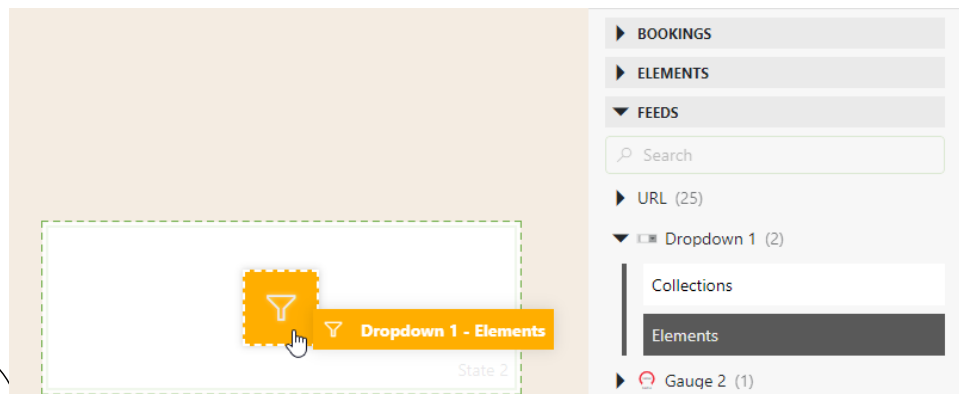 BOOKINGS
ELEMENTS
FEEDS
Search
URL (25)
Dropdown 1 (2)
Collections
Elements
Gauge 2 (1)
Dropdown 1 - Elements
State 2